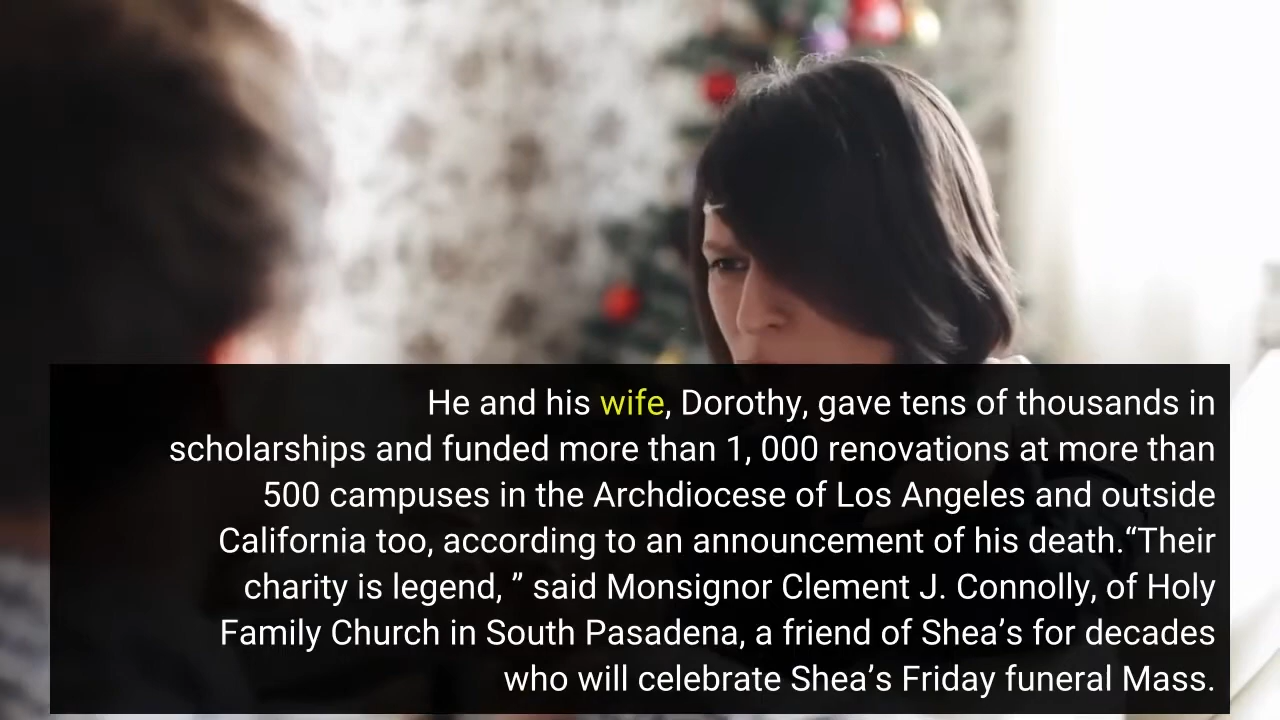 He and his wife, Dorothy, gave tens of thousands in
scholarships and funded more than 1, 000 renovations at more than
500 campuses in the Archdiocese of Los Angeles and outside
California too, according to an announcement of his death.“Their
charity is legend, ” said Monsignor Clement J. Connolly, of Holy
Family Church in South Pasadena, a friend of Shea’s for decades
who will celebrate Shea’s Friday funeral Mass.